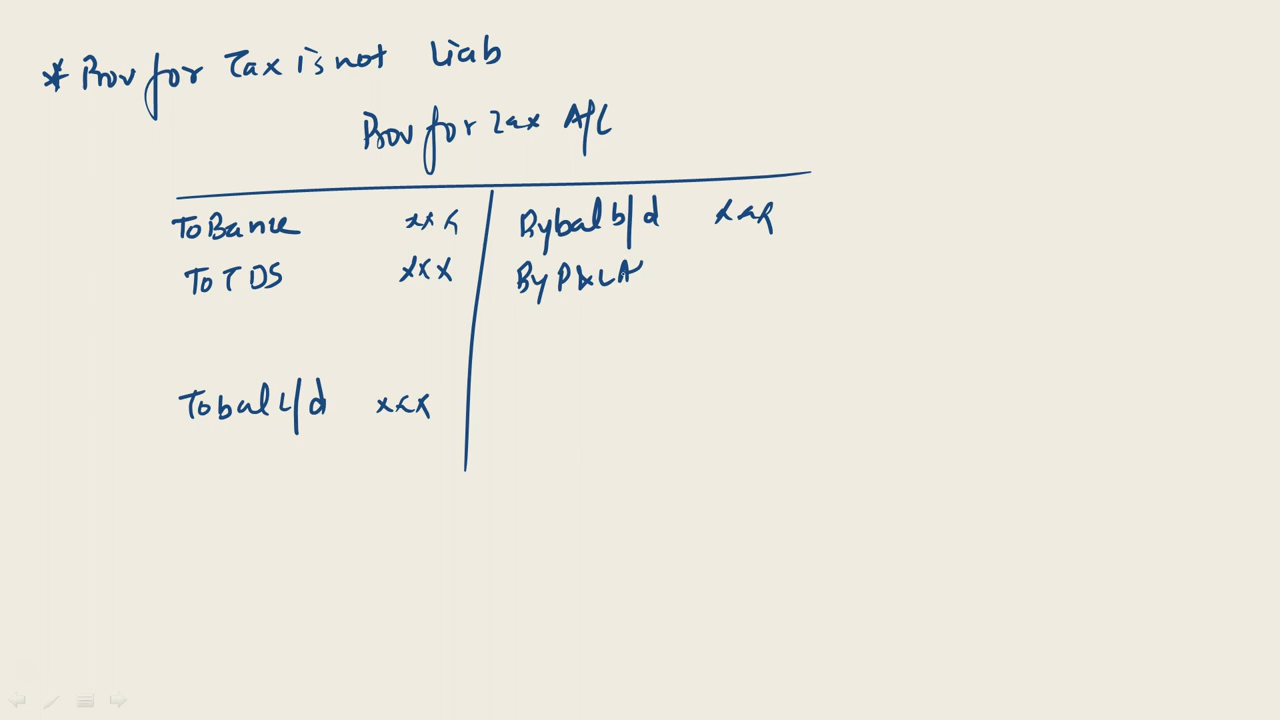 * Prov for Tax is not Liab
Prov for Tax A/c
To Bank xxx By bal b/d xxx
To TDS xxx By P&L A
To bal c/d xxx